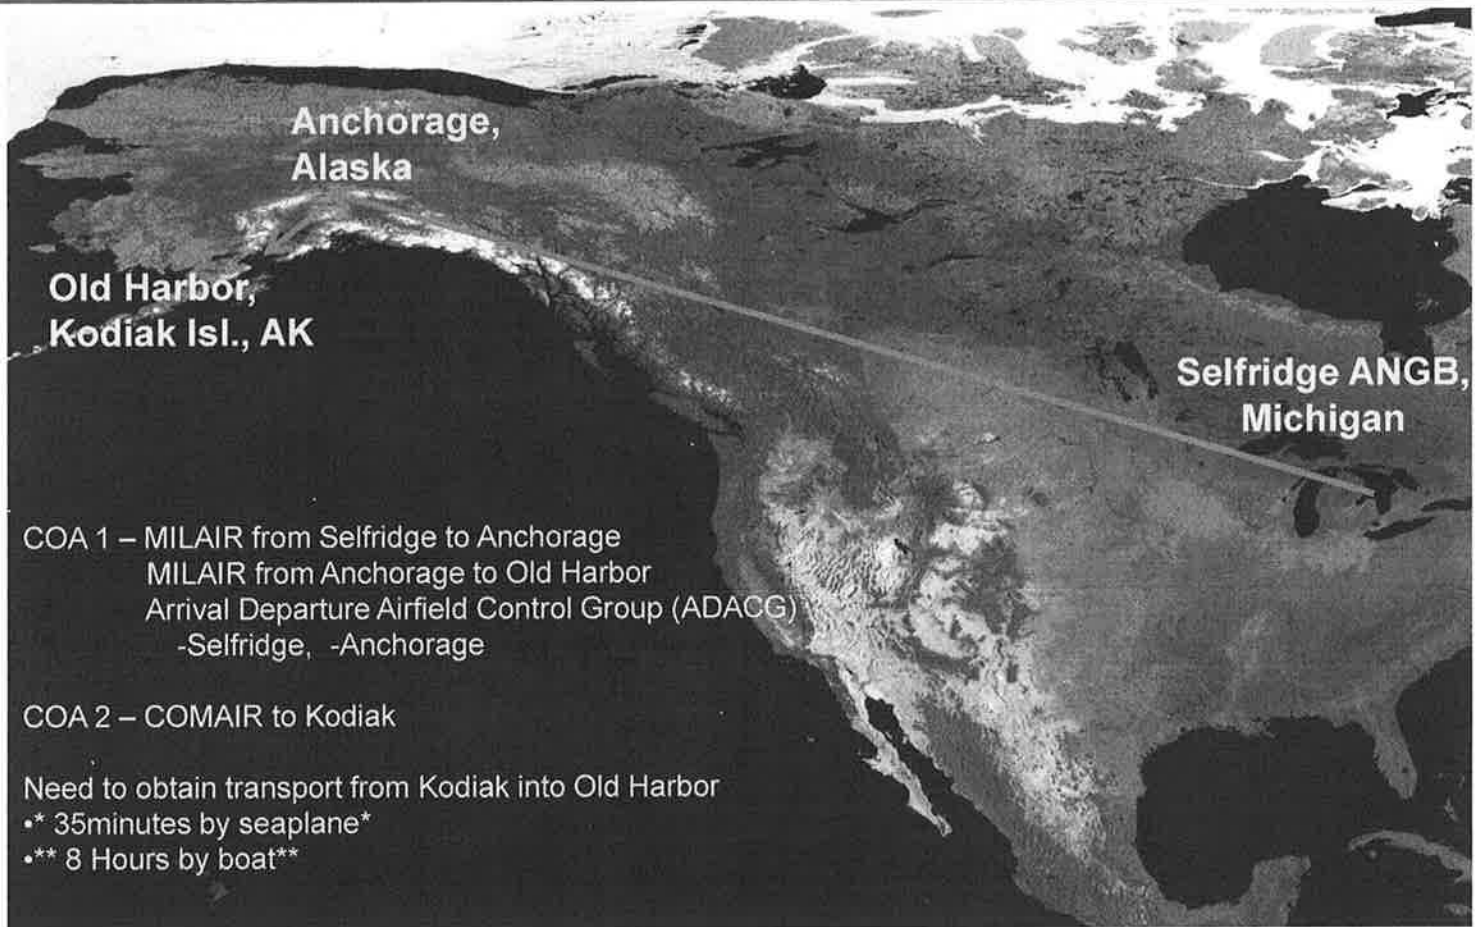 Anchorage,
Alaska
Old Harbor,
Kodiak Isl., AK
Selfridge ANGB,
Michigan
COA 1 – MILAIR from Selfridge to Anchorage
MILAIR from Anchorage to Old Harbor
Arrival Departure Airfield Control Group (ADACG)
-Selfridge, -Anchorage
COA 2 – COMAIR to Kodiak
Need to obtain transport from Kodiak into Old Harbor
•* 35minutes by seaplane*
•** 8 Hours by boat**